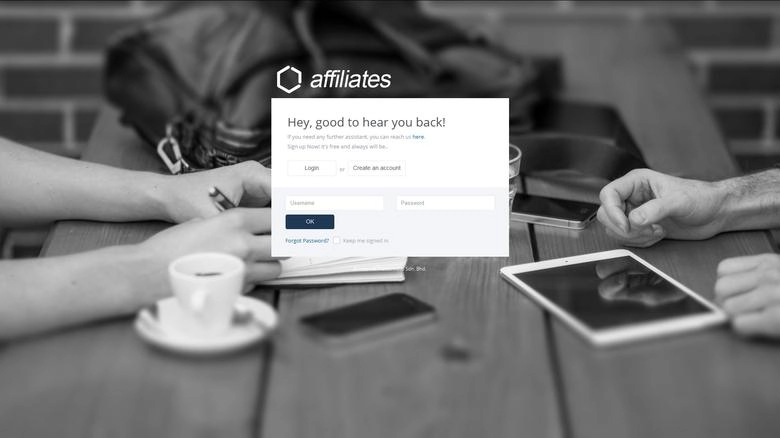 affiliates
Hey, good to hear you back!
If you need any further assistant, you can reach us here.
Sign up Now! It's free and always will be..
Login or Create an account
Username Password
OK
Forgot Password? Keep me signed in
Sdn. Bhd.